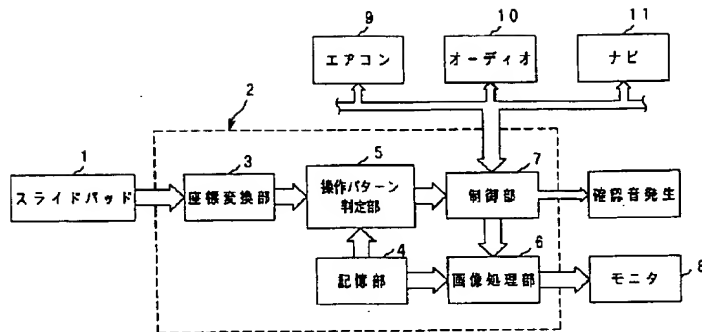 9
10
11
エアコン
オーディオ
ナビ
2
1
3
5
7
スライドパッド
座標変換部
操作パターン
判定部
制御部
確認音発生
4
6
記憶部
画像処理部
モニタ
8